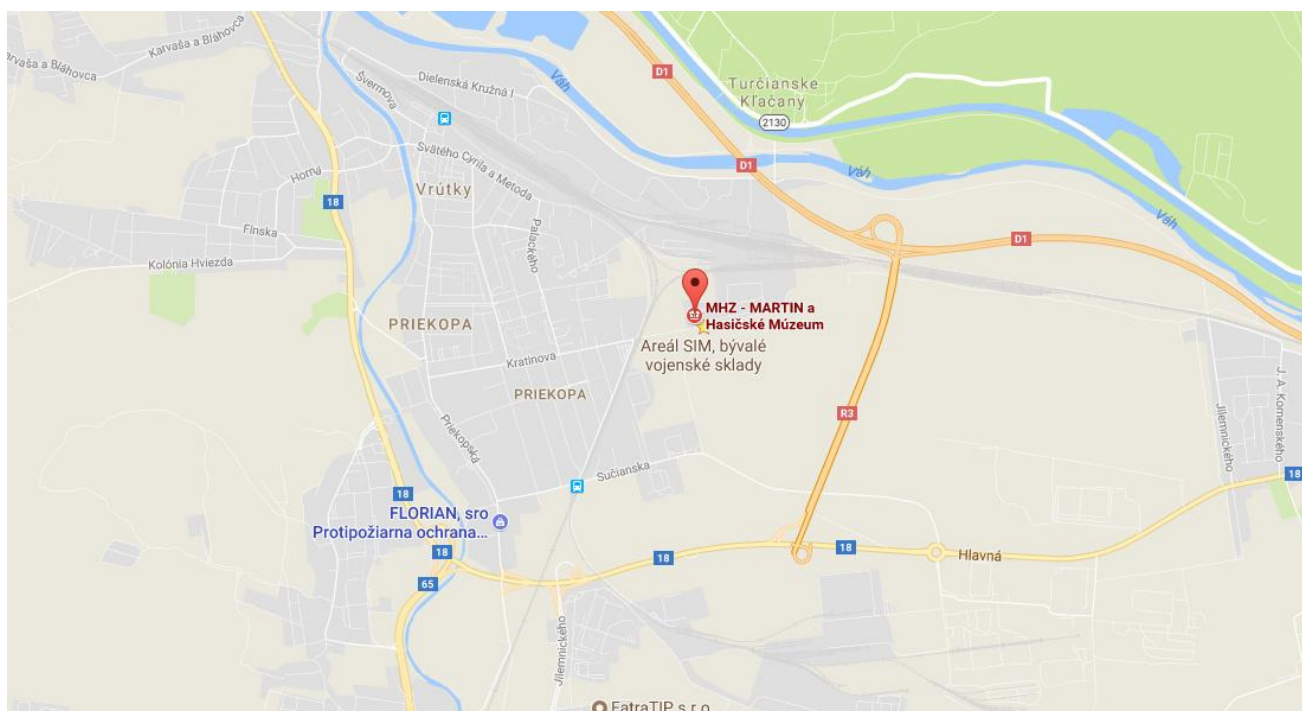 Karvaša a Bláhovca
Karvaša a Bláhovca
Švermova
Dielenská Kružná I
D1
Turčianske
Kľačany
Váh
2130
Svätého Cyrila a Metoda
D1
Váh
Horná
Vrútky
18
Váh
Fínska
Palackého
D1
Kolónia Hviezda
MHZ - MARTIN a
Hasičské Múzeum
PRIEKOPA
Areál SIM, bývalé
vojenské sklady
Kratinova
PRIEKOPA
R3
Jilemnického
J. A. Komenského
Priekopská
Sučianska
18
18
FLORIAN, sro
Protipožiarna ochrana...
18
18
18
Hlavná
65
Jilemnického
FatraTIP s.r.o.